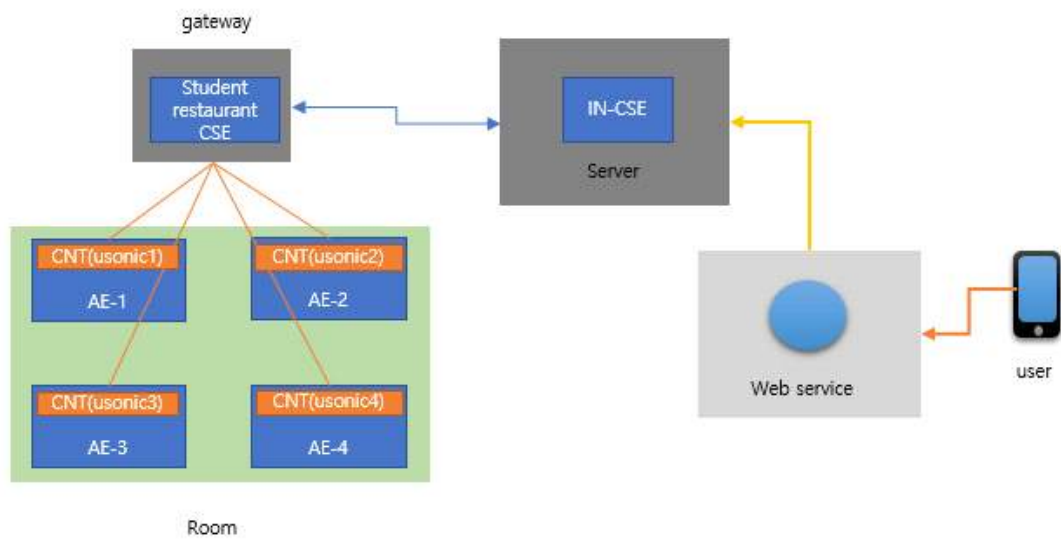 gateway
Student
restaurant
CSE
IN-CSE
Server
CNT(usonic1)
AE-1
CNT(usonic2)
AE-2
CNT(usonic3)
AE-3
CNT(usonic4)
AE-4
Room
Web service
user